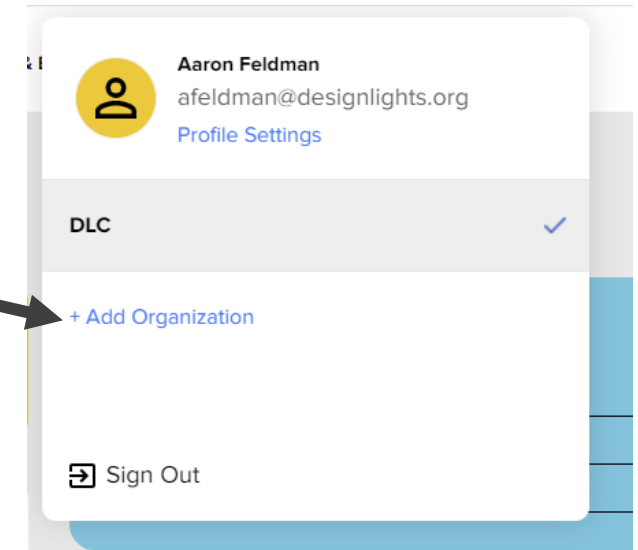 Aaron Feldman
afeldman@designlights.org
Profile Settings
DLC
+ Add Organization
Sign Out